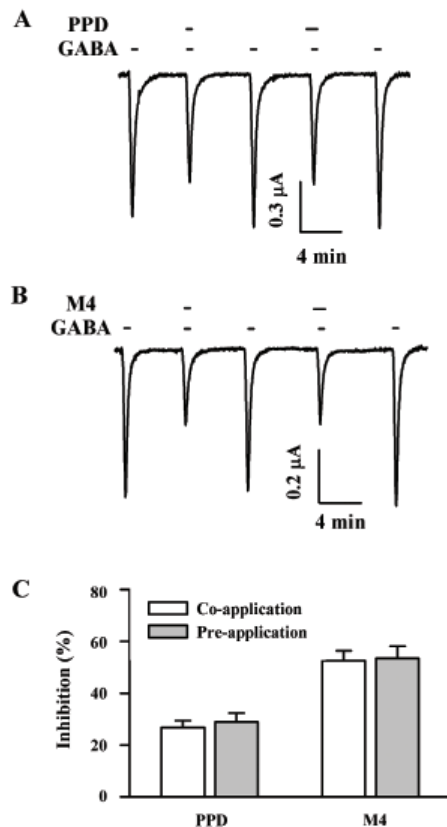 A
PPD
GABA
0.3 µA
4 min
B
M4
GABA
0.2 µA
4 min
C
80
60
40
20
0
Inhibition (%)
Co-application
Pre-application
PPD
M4